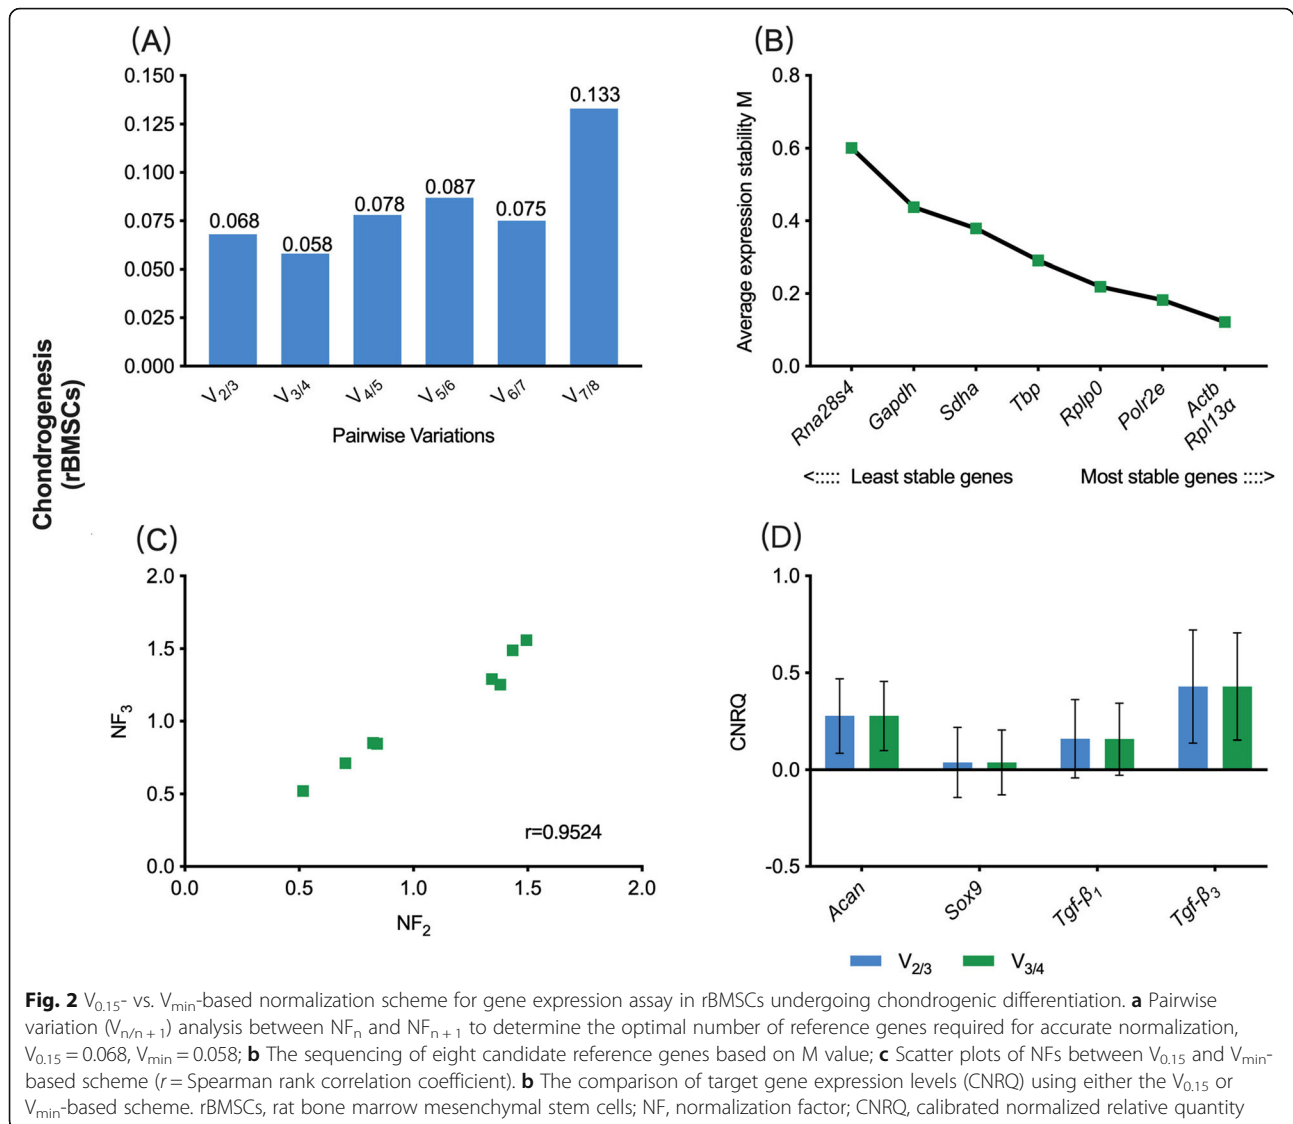 Chondrogenesis
(rBMSCs)
(A)
0.150
0.125
0.100
0.075
0.050
0.025
0.000
0.068
0.058
0.078
0.087
0.075
0.133
V2/3
V3/4
V4/5
V5/6
V6/7
V7/8
Pairwise Variations
(B)
Average expression stability M
0.8
0.6
0.4
0.2
0.0
Rna28s4
Gapdh
Sdha
Tbp
Rplp0
Polr2e
Actb
Rpl13α
<::::: Least stable genes
Most stable genes ::::>
(C)
NF3
2.0
1.5
1.0
0.5
0.0
r=0.9524
0.0 0.5 1.0 1.5 2.0
NF2
(D)
CNRQ
1.0
0.5
0.0
-0.5
Acan
Sox9
Tgf-β1
Tgf-β3
V2/3 V3/4
Fig. 2 V0.15- vs. Vmin-based normalization scheme for gene expression assay in rBMSCs undergoing chondrogenic differentiation. a Pairwise
variation (Vn/n + 1) analysis between NFn and NFn + 1 to determine the optimal number of reference genes required for accurate normalization,
V0.15 = 0.068, Vmin = 0.058; b The sequencing of eight candidate reference genes based on M value; c Scatter plots of NFs between V0.15 and Vmin-
based scheme (r = Spearman rank correlation coefficient). b The comparison of target gene expression levels (CNRQ) using either the V0.15 or
Vmin-based scheme. rBMSCs, rat bone marrow mesenchymal stem cells; NF, normalization factor; CNRQ, calibrated normalized relative quantity